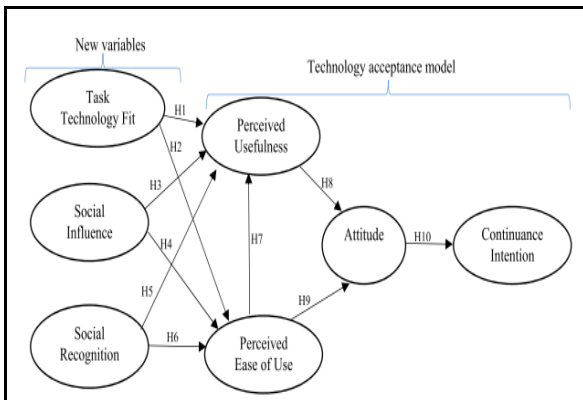 New variables
Technology acceptance model
Task
Technology Fit
H1
Perceived
Usefulness
H2
H3
H8
Social
Influence
H4
H7
Attitude
H10
Continuance
Intention
H5
H9
Social
Recognition
H6
Perceived
Ease of Use